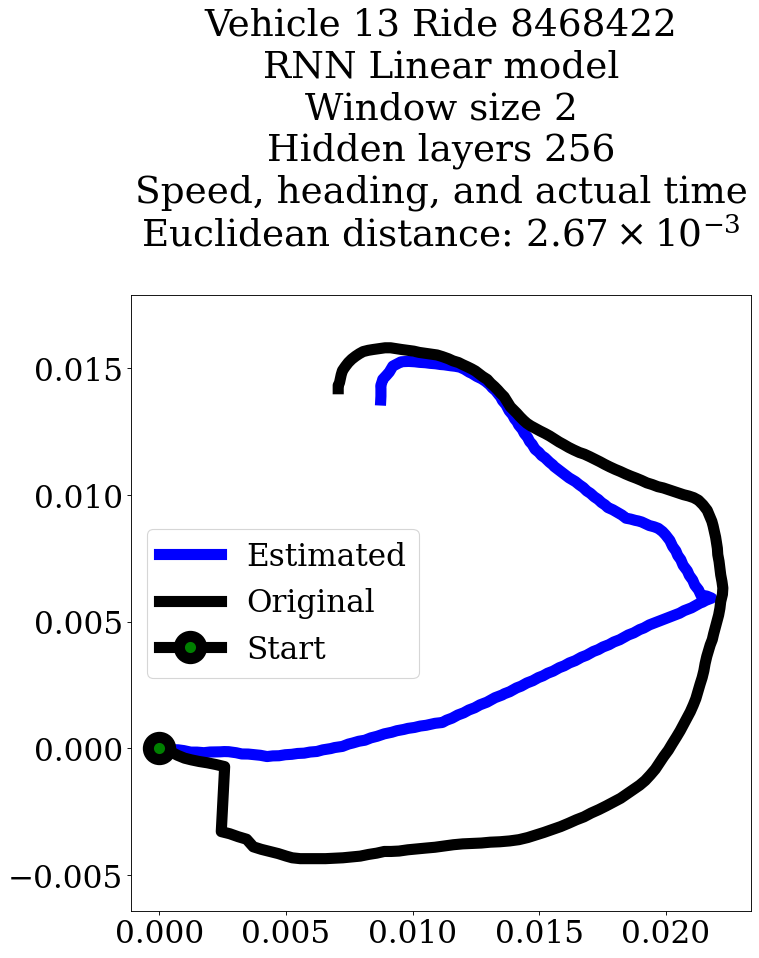 Vehicle 13 Ride 8468422
RNN Linear model
Window size 2
Hidden layers 256
Speed, heading, and actual time
Euclidean distance: 2.67 × 10⁻³
0.015
0.010
0.005
0.000
−0.005
Estimated
Original
Start
0.000 0.005 0.010 0.015 0.020